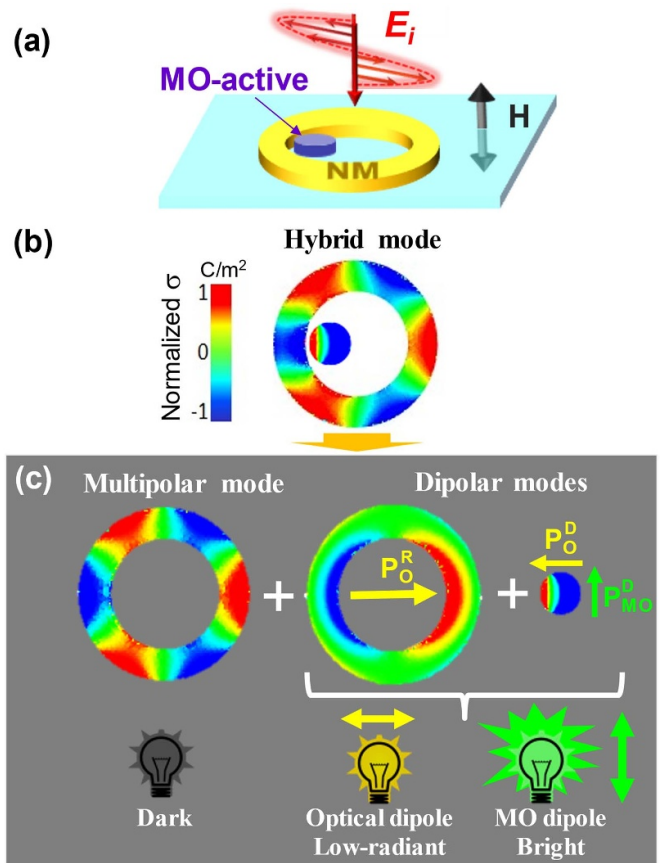 (a)
E_i
MO-active
H
NM
(b)
Hybrid mode
C/m²
Normalized σ
1
0
-1
(c)
Multipolar mode
Dipolar modes
P_O^R
P_O^D
P_MO^D
+
+
Dark
Optical dipole
Low-radiant
MO dipole
Bright